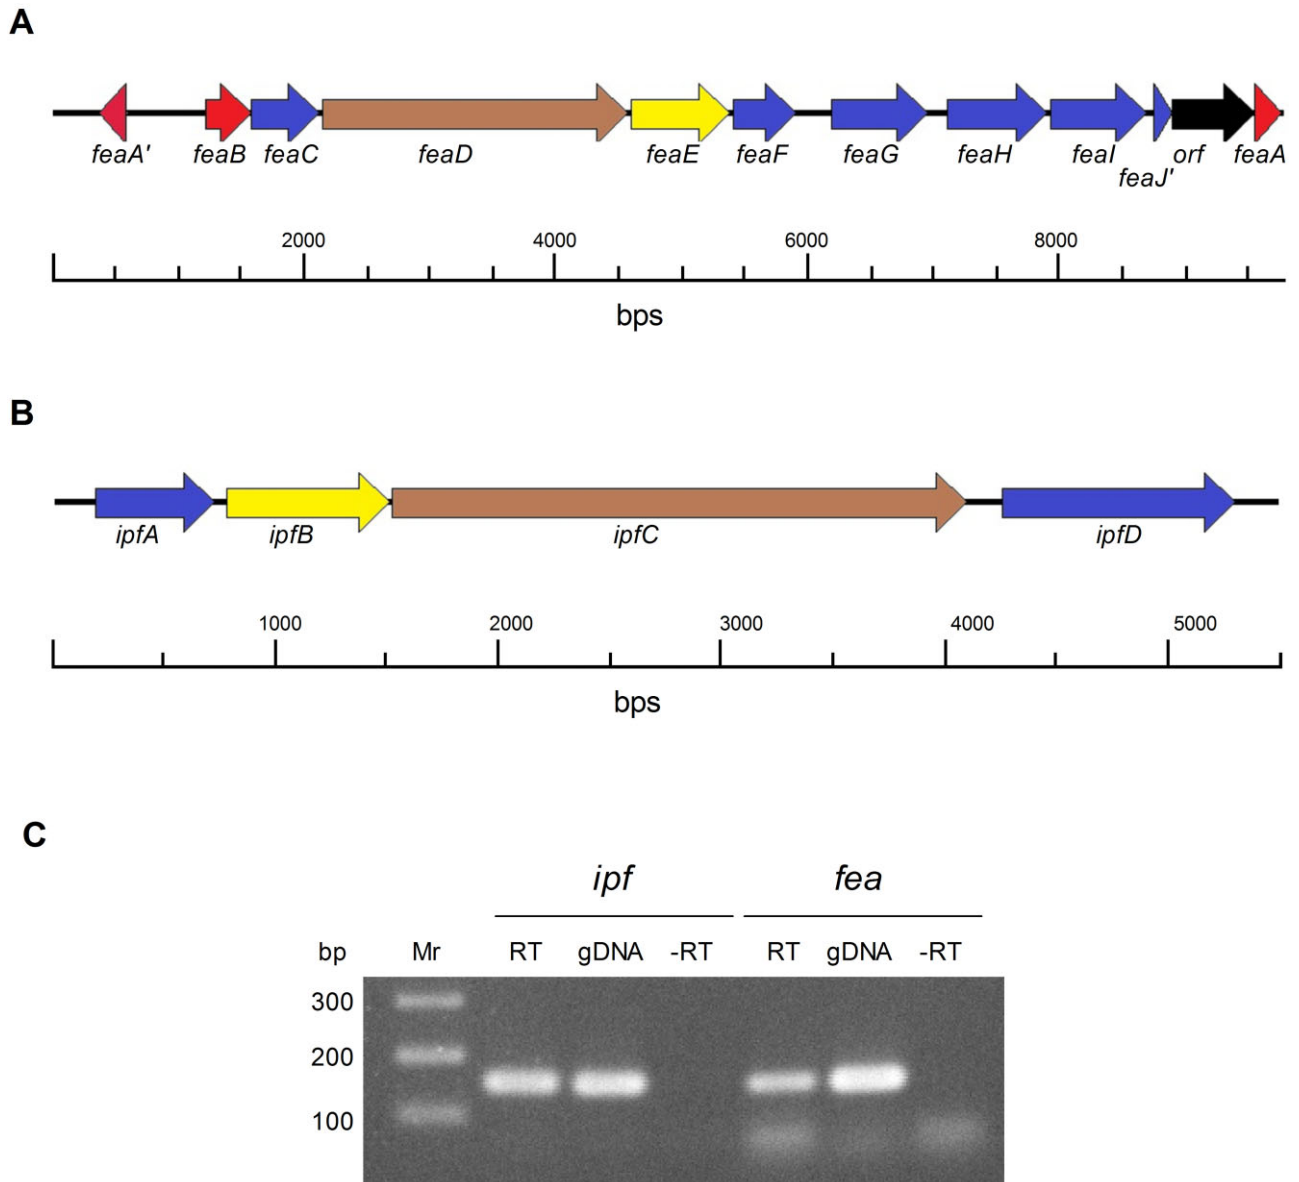 A
feaA' feaB feaC feaD feaE feaF feaG feaH feaI feaJ' orf feaA
2000 4000 6000 8000
bps
B
ipfA ipfB ipfC ipfD
1000 2000 3000 4000 5000
bps
C
ipf fea
bp Mr RT gDNA -RT RT gDNA -RT
300
200
100